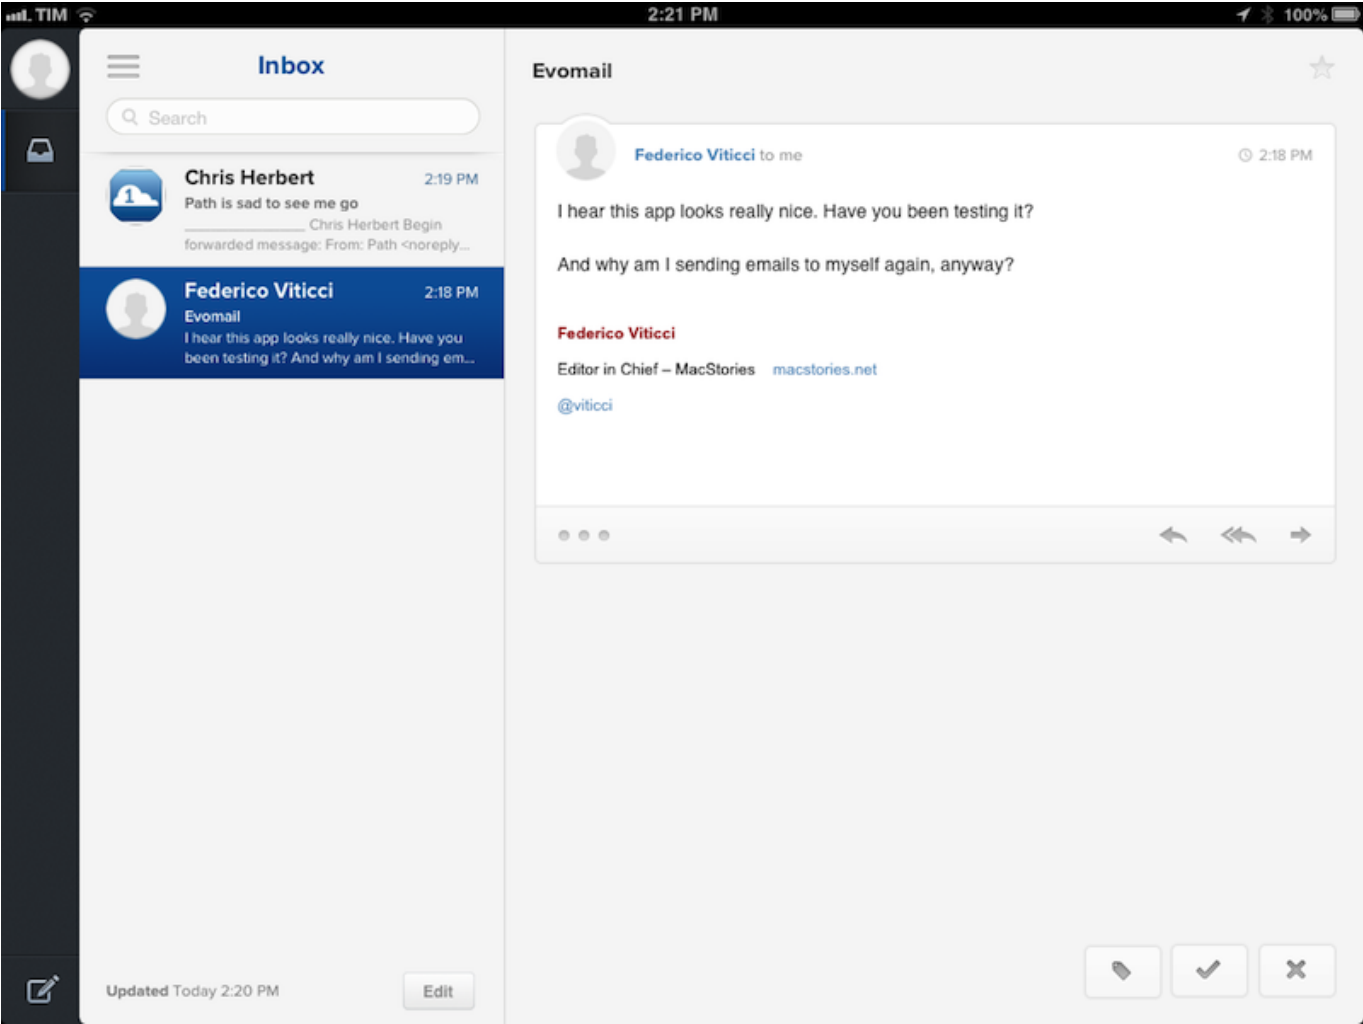 TIM
2:21 PM
100%
Inbox
Search
Chris Herbert
2:19 PM
Path is sad to see me go
______________ Chris Herbert Begin
forwarded message: From: Path <noreply...
1
Federico Viticci
2:18 PM
Evomail
I hear this app looks really nice. Have you
been testing it? And why am I sending em...
Updated Today 2:20 PM
Edit
Evomail
Federico Viticci to me
2:18 PM
I hear this app looks really nice. Have you been testing it?
And why am I sending emails to myself again, anyway?
Federico Viticci
Editor in Chief – MacStories macstories.net
@viticci